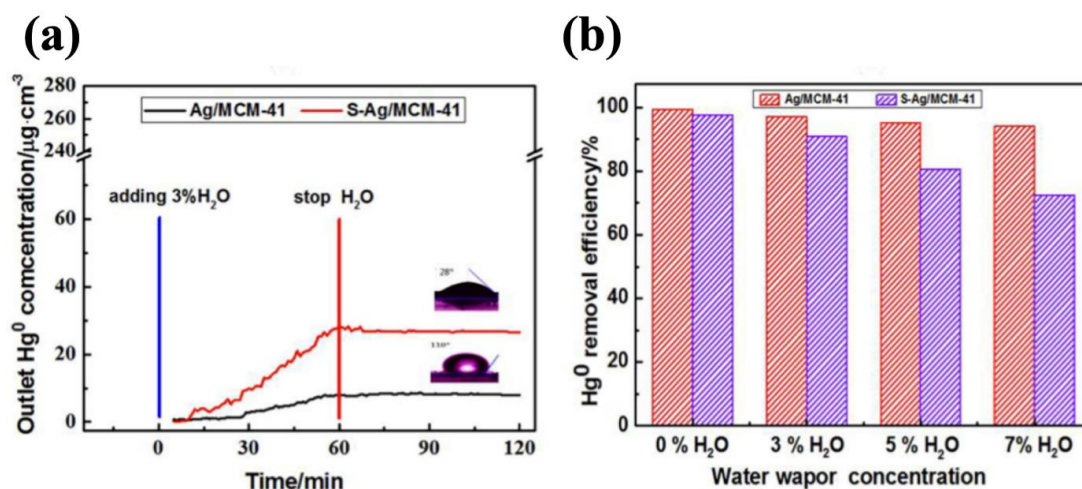 (a)
280
270
260
240
60
40
20
0
Outlet Hg⁰ comcentration/μg·cm⁻³
Ag/MCM-41 S-Ag/MCM-41
adding 3%H₂O stop H₂O
28°
110°
0 30 60 90 120
Time/min
(b)
100
80
60
40
20
0
Hg⁰ removal efficiency/%
Ag/MCM-41 S-Ag/MCM-41
0 % H₂O 3 % H₂O 5 % H₂O 7% H₂O
Water wapor concentration